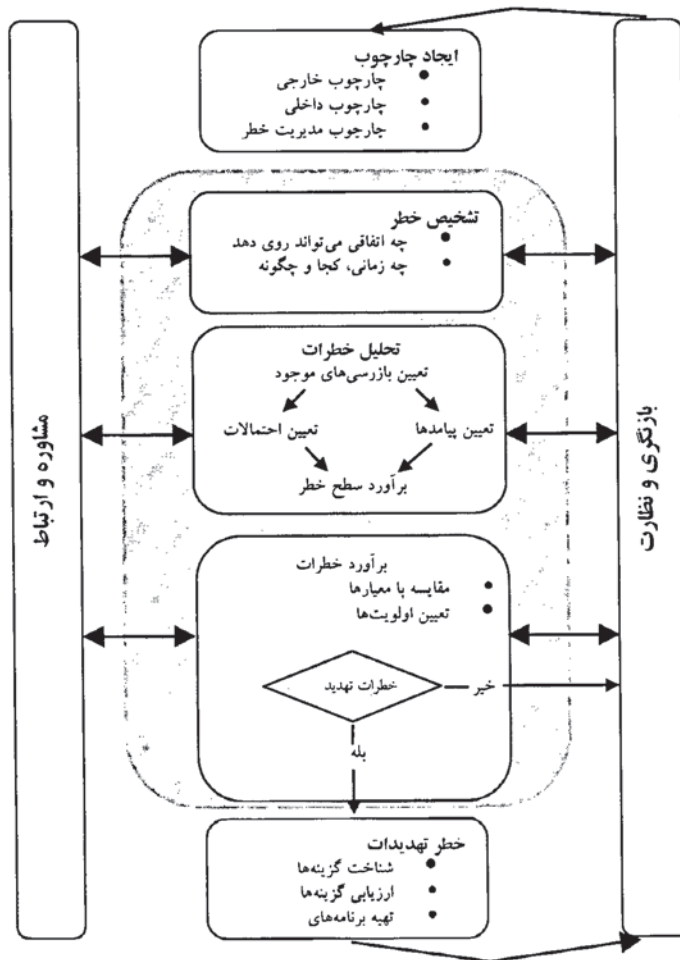 ایجاد چارچوب
• چارچوب خارجی
• چارچوب داخلی
• چارچوب مدیریت خطر
تشخیص خطر
• چه اتفاقی می‌تواند روی دهد
• چه زمانی، کجا و چگونه
تحلیل خطرات
تعیین بازرسی‌های موجود
تعیین پیامدها
تعیین احتمالات
برآورد سطح خطر
برآورد خطرات
• مقایسه با معیارها
• تعیین اولویت‌ها
خطرات تهدید
خیر
بله
خطر تهدیدات
• شناخت گزینه‌ها
• ارزیابی گزینه‌ها
• تهیه برنامه‌های
بازنگری و نظارت
مشاوره و ارتباط